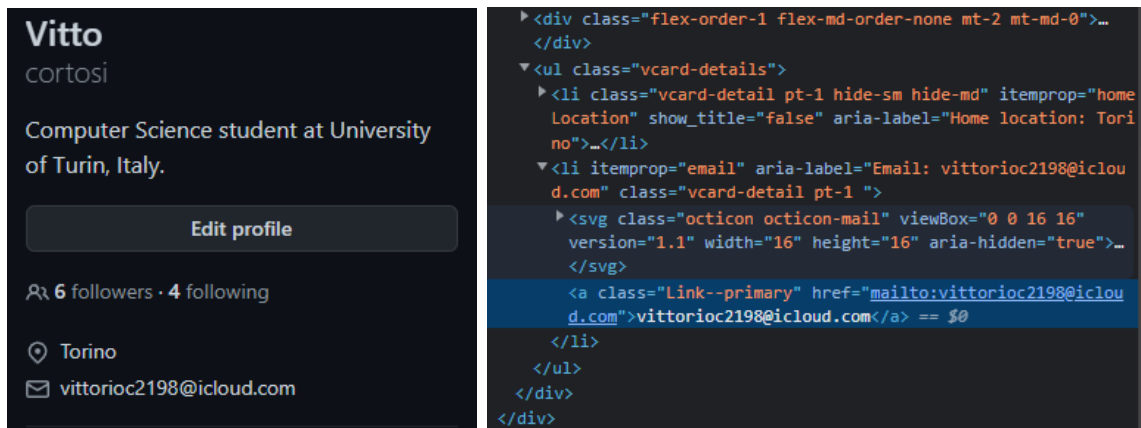 Vitto
cortosi
Computer Science student at University
of Turin, Italy.
Edit profile
6 followers · 4 following
Torino
vittorioc2198@icloud.com
<div class="flex-order-1 flex-md-order-none mt-2 mt-md-0">…
</div>
<ul class="vcard-details">
<li class="vcard-detail pt-1 hide-sm hide-md" itemprop="home
Location" show_title="false" aria-label="Home location: Tori
no">…</li>
<li itemprop="email" aria-label="Email: vittorioc2198@iclou
d.com" class="vcard-detail pt-1 ">
<svg class="octicon octicon-mail" viewBox="0 0 16 16"
version="1.1" width="16" height="16" aria-hidden="true">…
</svg>
<a class="Link--primary" href="mailto:vittorioc2198@iclou
d.com">vittorioc2198@icloud.com</a> == $0
</li>
</ul>
</div>
</div>